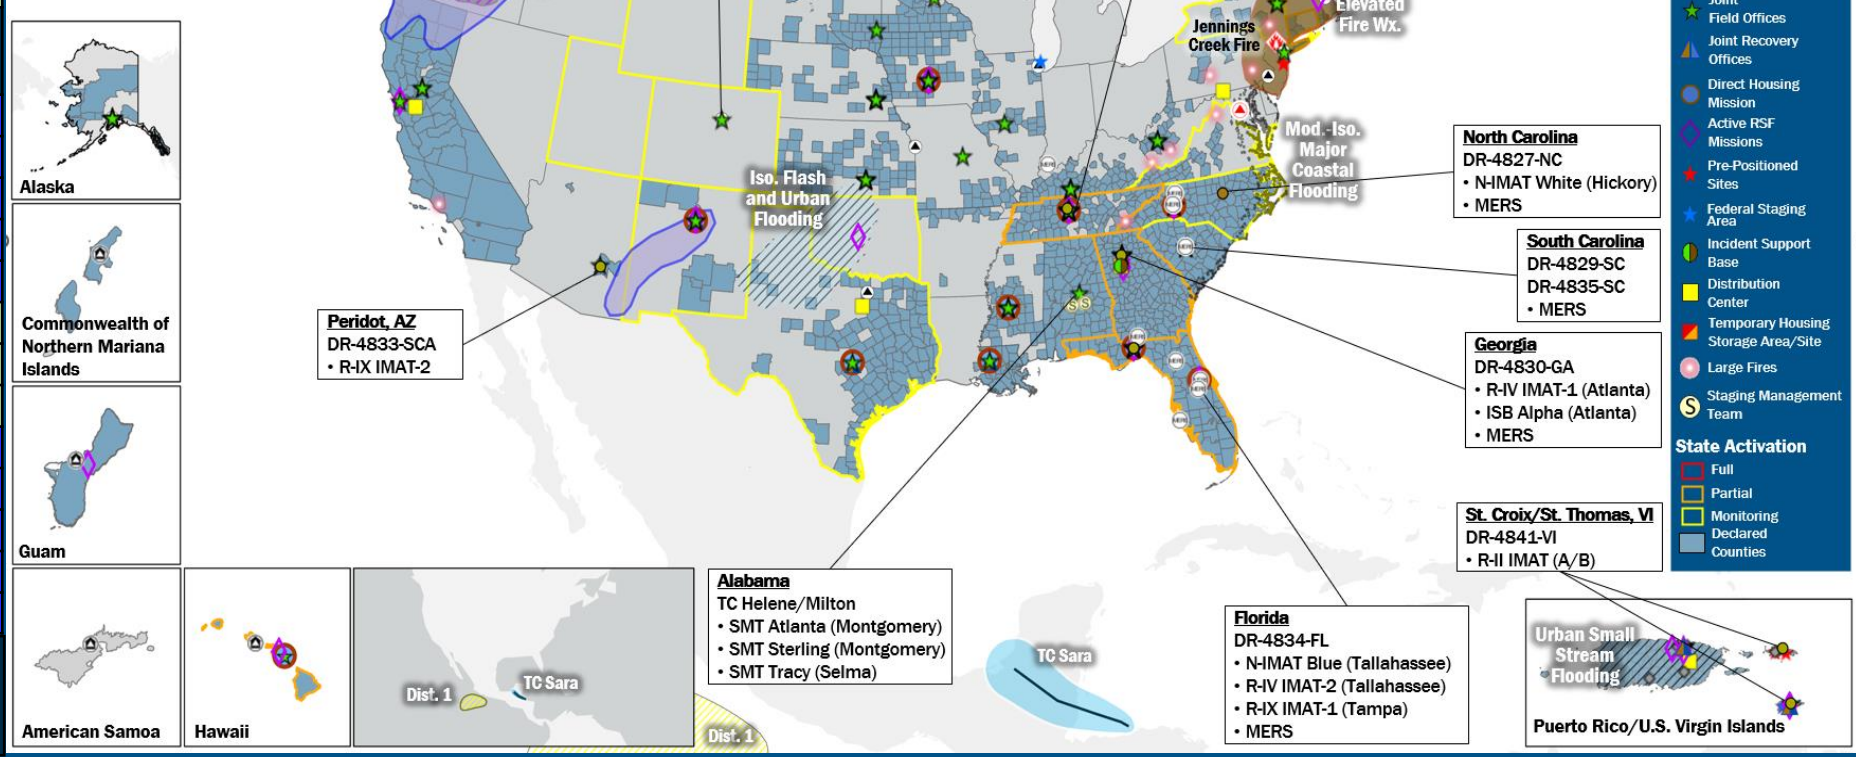 Alaska
Commonwealth of
Northern Mariana
Islands
Guam
American Samoa
Hawaii
Dist. 1
TC Sara
Peridot, AZ
DR-4833-SCA
• R-IX IMAT-2
Iso. Flash
and Urban
Flooding
Jennings
Creek Fire
Elevated
Fire Wx.
Mod.-Iso.
Major
Coastal
Flooding
MERS
S S
North Carolina
DR-4827-NC
• N-IMAT White (Hickory)
• MERS
South Carolina
DR-4829-SC
DR-4835-SC
• MERS
Georgia
DR-4830-GA
• R-IV IMAT-1 (Atlanta)
• ISB Alpha (Atlanta)
• MERS
St. Croix/St. Thomas, VI
DR-4841-VI
• R-II IMAT (A/B)
Alabama
TC Helene/Milton
• SMT Atlanta (Montgomery)
• SMT Sterling (Montgomery)
• SMT Tracy (Selma)
Dist. 1
TC Sara
Florida
DR-4834-FL
• N-IMAT Blue (Tallahassee)
• R-IV IMAT-2 (Tallahassee)
• R-IX IMAT-1 (Tampa)
• MERS
Urban Small
Stream
Flooding
Puerto Rico/U.S. Virgin Islands
Joint
Field Offices
Joint Recovery
Offices
Direct Housing
Mission
Active RSF
Missions
Pre-Positioned
Sites
Federal Staging
Area
Incident Support
Base
Distribution
Center
Temporary Housing
Storage Area/Site
Large Fires
S
Staging Management
Team
State Activation
Full
Partial
Monitoring
Declared
Counties